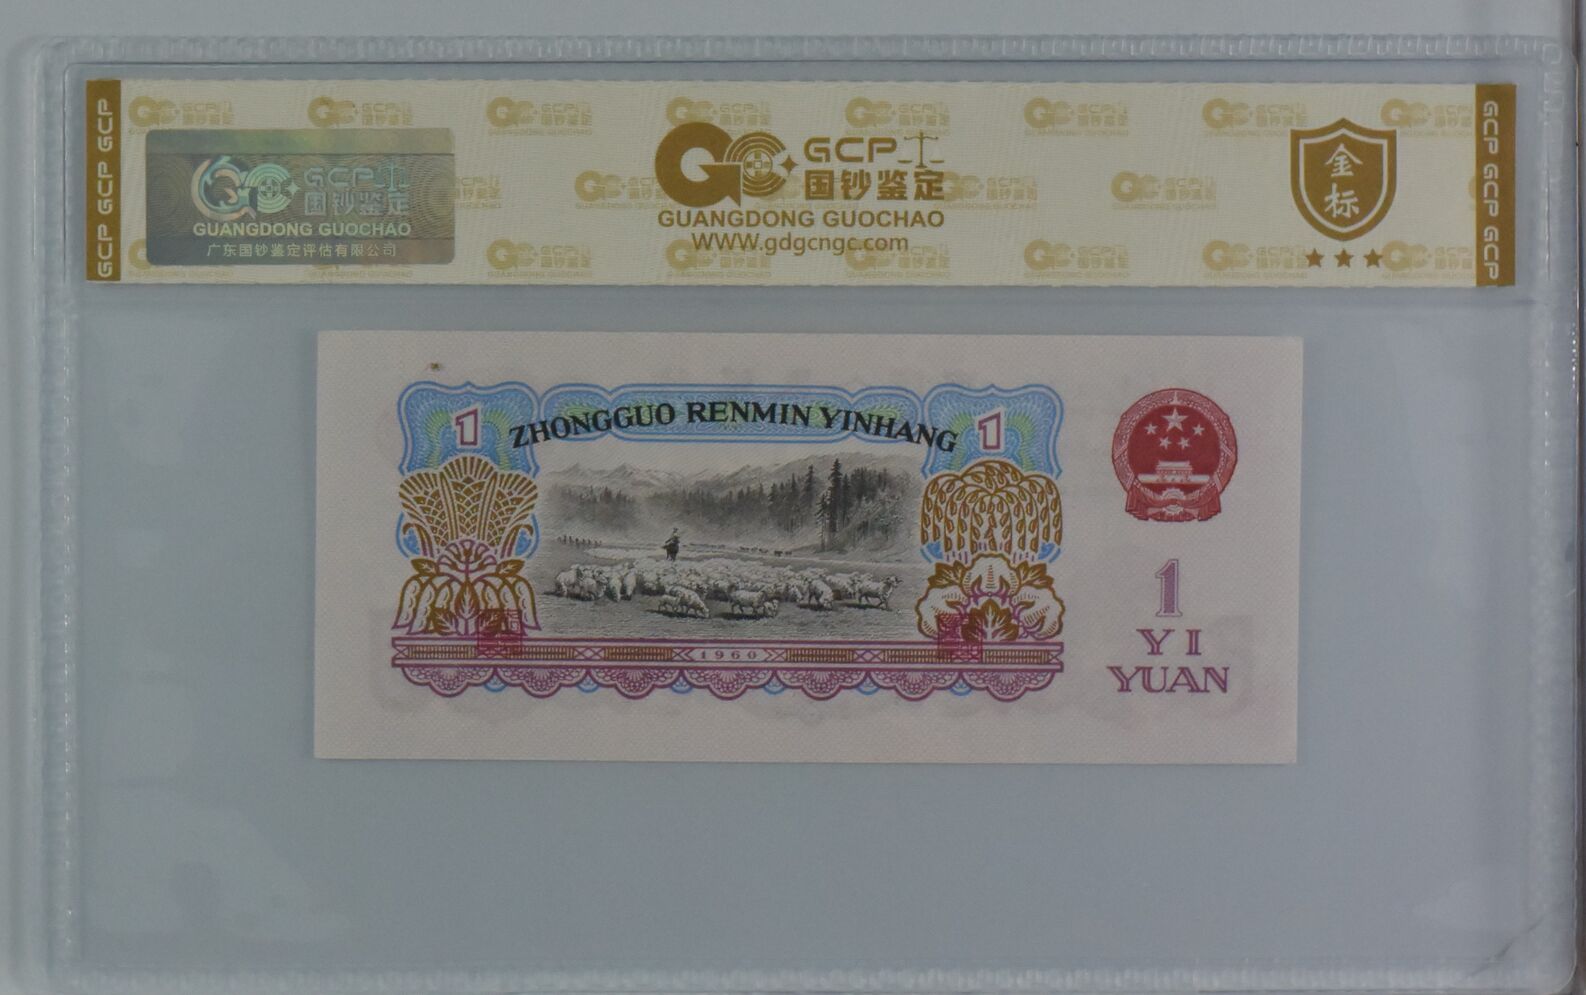 GCP GCP GCP
GCP
国钞鉴定
GUANGDONG GUOCHAO
广东国钞鉴定评估有限公司
GCP
国钞鉴定
GUANGDONG GUOCHAO
WWW.gdgcngc.com
金
标
GCP GCP GCP
ZHONGGUO RENMIN YINHANG
1
1
1960
1
YI
YUAN